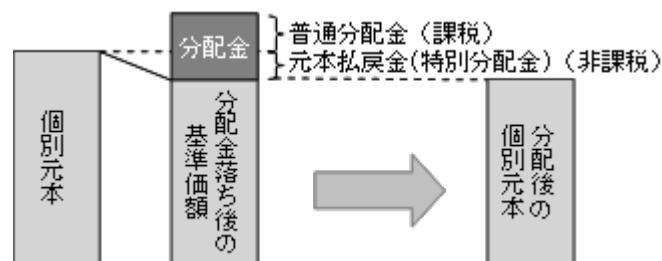 分配金
普通分配金（課税）
元本払戻金(特別分配金)（非課税）
個別元本
分配金落ち後の
基準価額
分配後の
個別元本